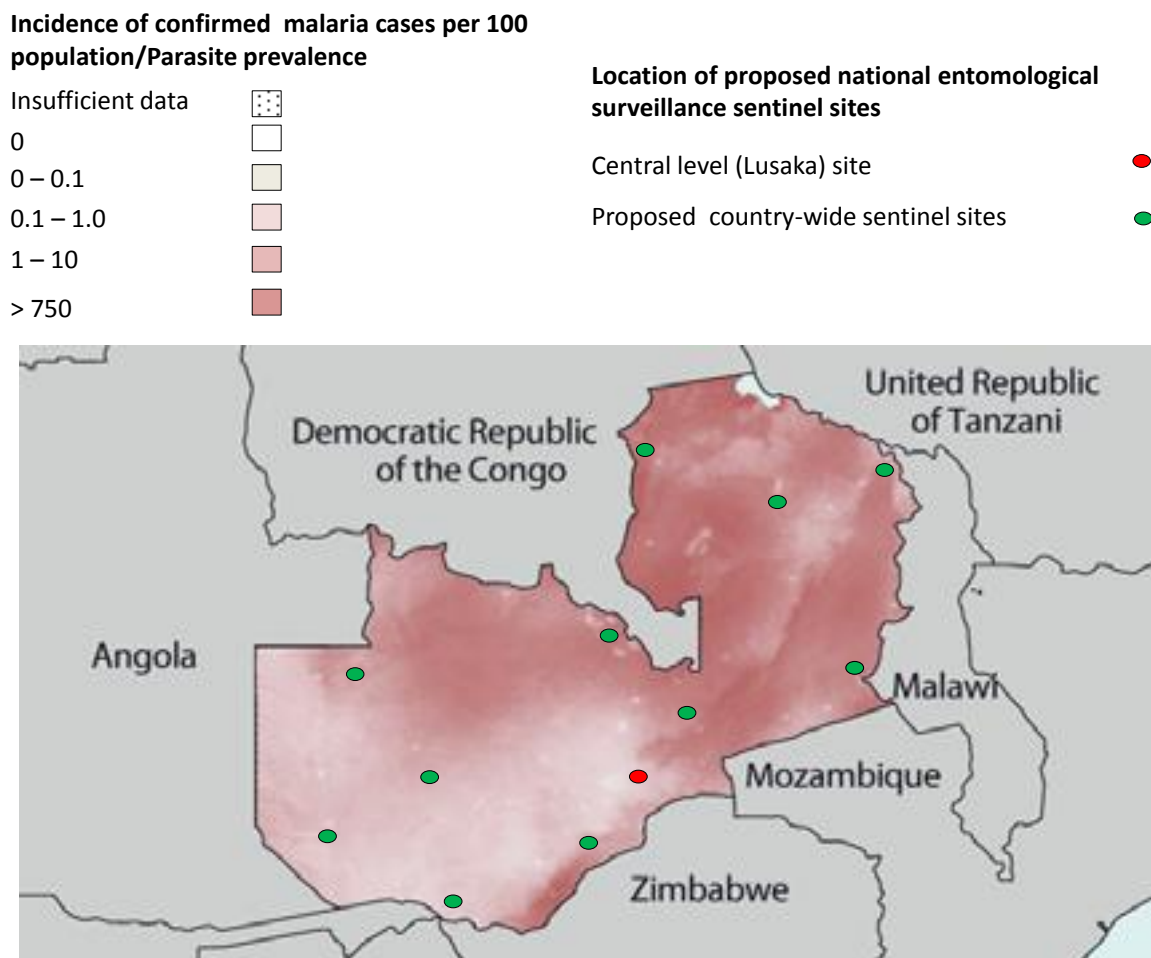 Incidence of confirmed malaria cases per 100
population/Parasite prevalence
Insufficient data
0
0 – 0.1
0.1 – 1.0
1 – 10
> 750
Location of proposed national entomological
surveillance sentinel sites
Central level (Lusaka) site
Proposed country-wide sentinel sites
United Republic
of Tanzani
Democratic Republic
of the Congo
Angola
Malawi
Mozambique
Zimbabwe